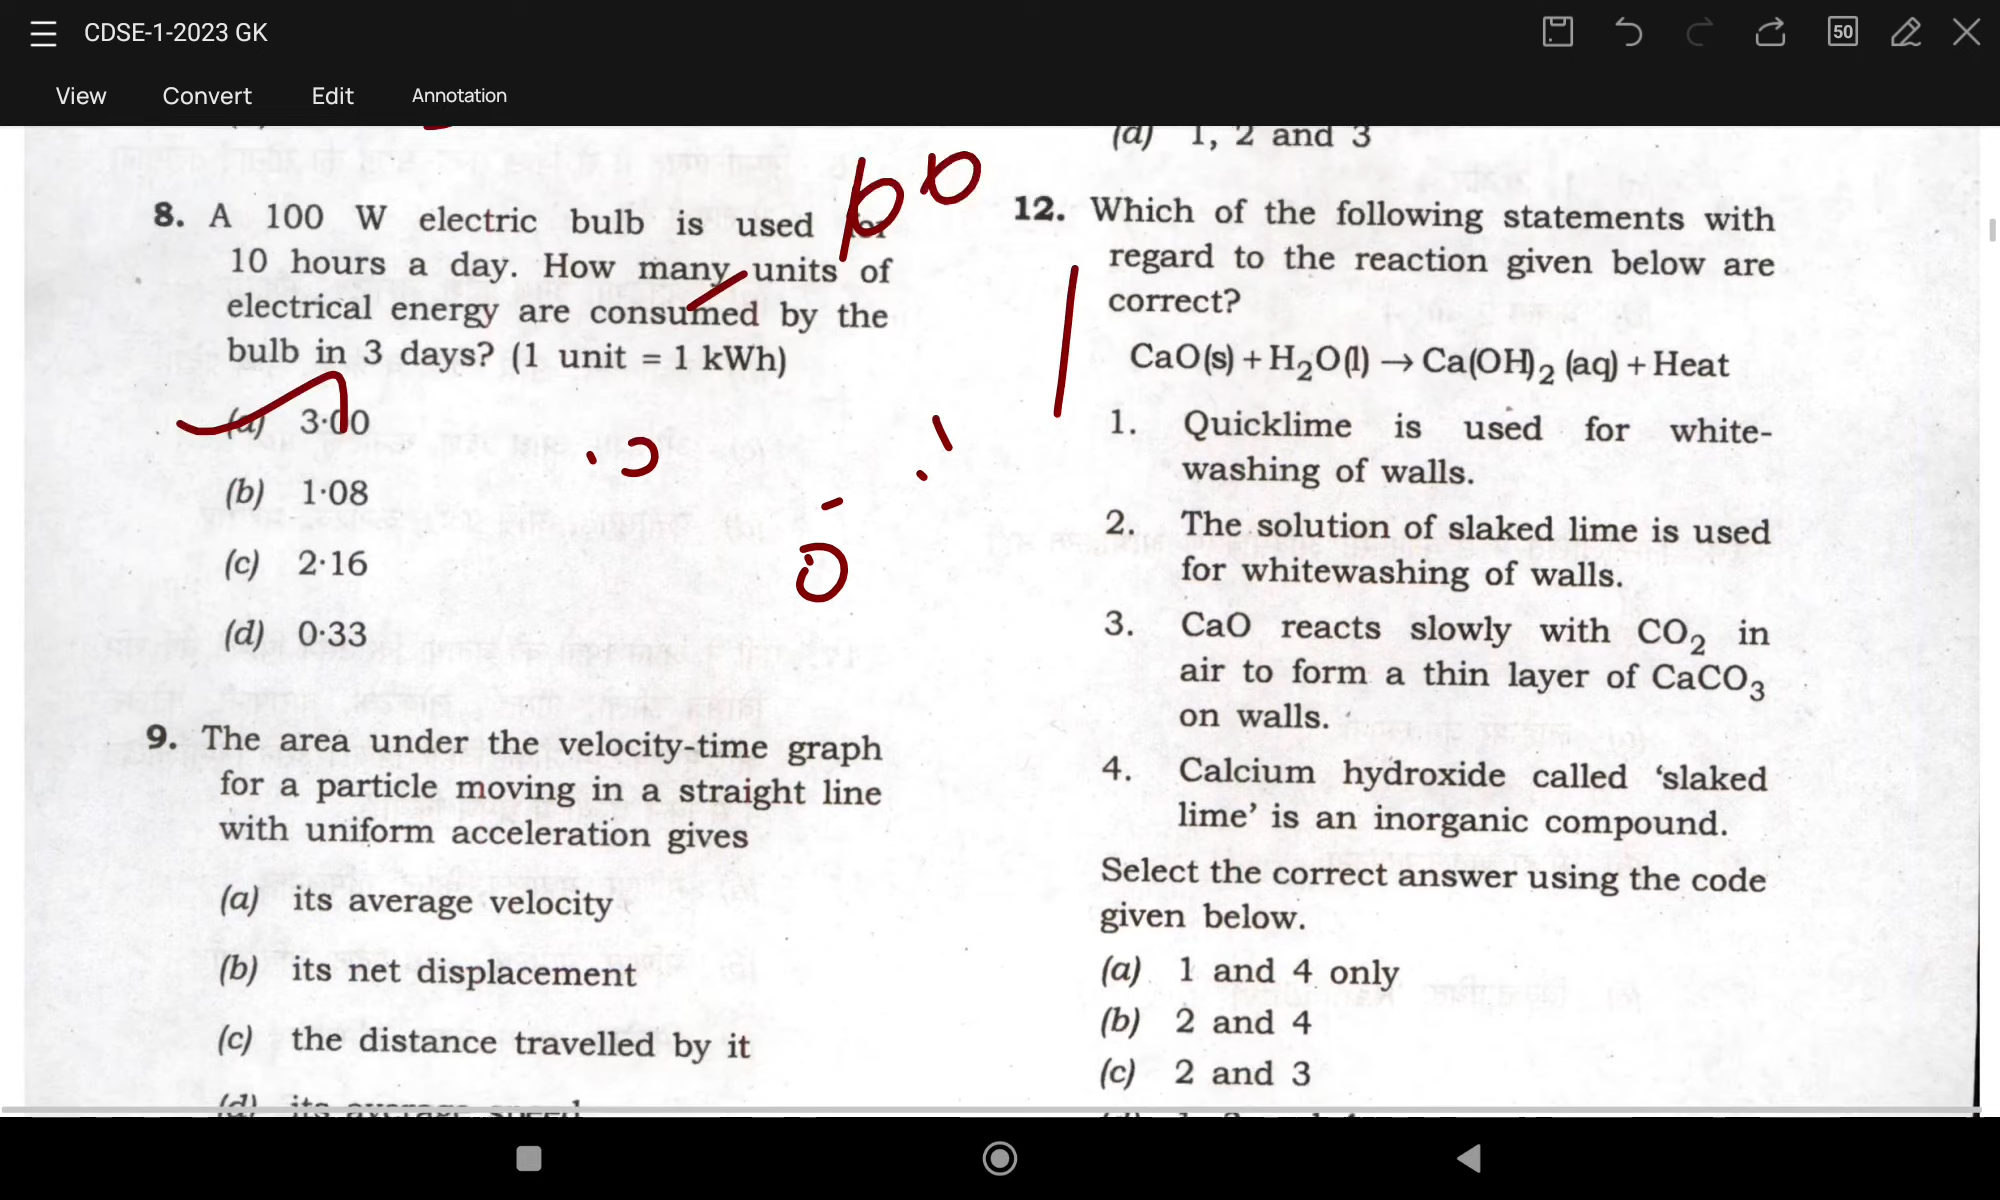 CDSE-1-2023 GK
50
View Convert Edit Annotation
8. A 100 W electric bulb is used for
10 hours a day. How many units of
electrical energy are consumed by the
bulb in 3 days? (1 unit = 1 kWh)
(a) 3·00
(b) 1·08
(c) 2·16
(d) 0·33
9. The area under the velocity-time graph
for a particle moving in a straight line
with uniform acceleration gives
(a) its average velocity
(b) its net displacement
(c) the distance travelled by it
(d) its average speed
(d) 1, 2 and 3
12. Which of the following statements with
regard to the reaction given below are
correct?
CaO(s) + H₂O(l) → Ca(OH)₂ (aq) + Heat
1. Quicklime is used for white-
washing of walls.
2. The solution of slaked lime is used
for whitewashing of walls.
3. CaO reacts slowly with CO₂ in
air to form a thin layer of CaCO₃
on walls.
4. Calcium hydroxide called ‘slaked
lime’ is an inorganic compound.
Select the correct answer using the code
given below.
(a) 1 and 4 only
(b) 2 and 4
(c) 2 and 3